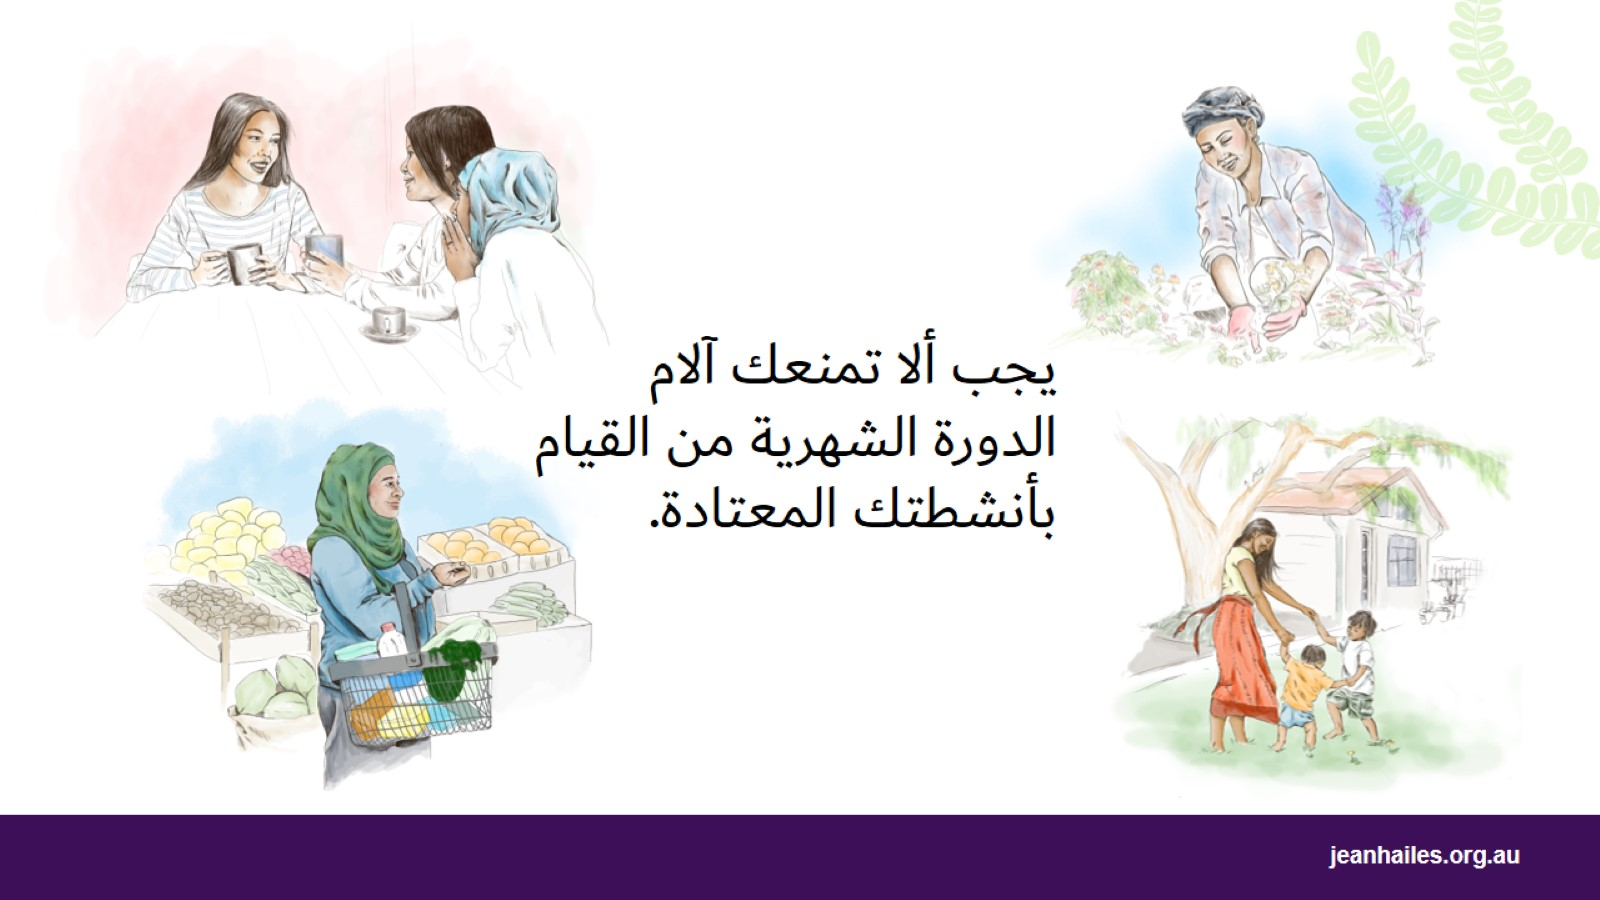 يجب ألا تمنعك آلام
الدورة الشهرية من القيام
بأنشطتك المعتادة.
jeanhailes.org.au